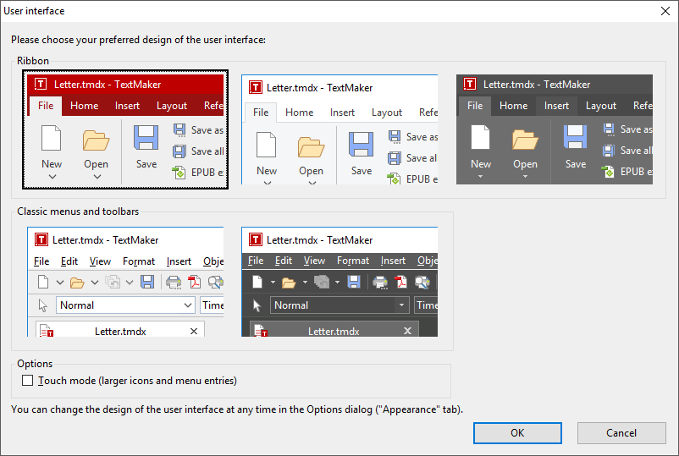 User interface
Please choose your preferred design of the user interface:
Ribbon
T Letter.tmdx - TextMaker
File Home Insert Layout Refe
New Open Save Save as
Save all
EPUB e
T Letter.tmdx - TextMaker
File Home Insert Layout Refe
New Open Save Save as
Save all
EPUB e
T Letter.tmdx - TextMaker
File Home Insert Layout Refe
New Open Save Save as
Save all
EPUB e
Classic menus and toolbars
T Letter.tmdx - TextMaker
File Edit View Format Insert Obje
Normal Time
Letter.tmdx
T Letter.tmdx - TextMaker
File Edit View Format Insert Obje
Normal Time
Letter.tmdx
Options
Touch mode (larger icons and menu entries)
You can change the design of the user interface at any time in the Options dialog ("Appearance" tab).
OK Cancel